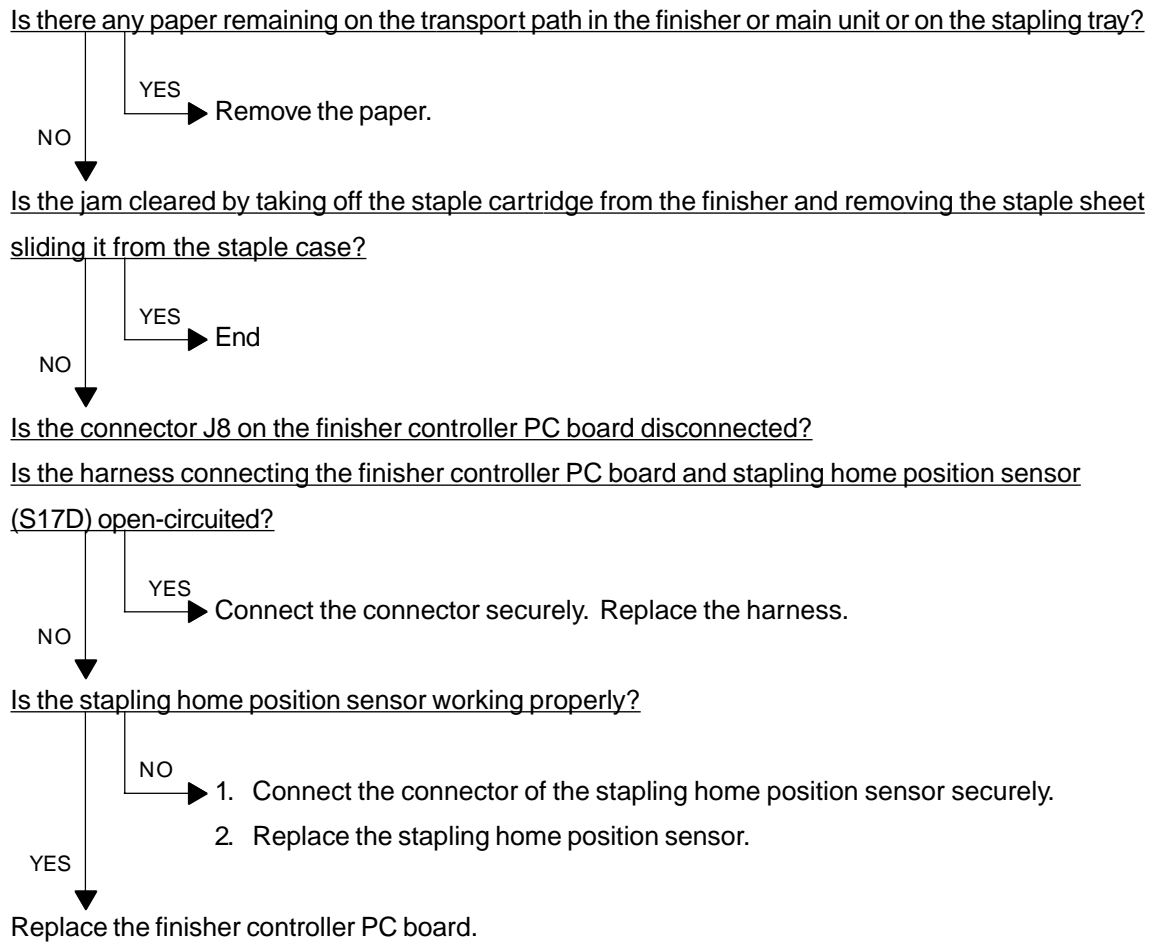 Is there any paper remaining on the transport path in the finisher or main unit or on the stapling tray?
YES
Remove the paper.
NO
Is the jam cleared by taking off the staple cartridge from the finisher and removing the staple sheet
sliding it from the staple case?
YES
End
NO
Is the connector J8 on the finisher controller PC board disconnected?
Is the harness connecting the finisher controller PC board and stapling home position sensor
(S17D) open-circuited?
YES
Connect the connector securely. Replace the harness.
NO
Is the stapling home position sensor working properly?
NO
1. Connect the connector of the stapling home position sensor securely.
2. Replace the stapling home position sensor.
YES
Replace the finisher controller PC board.